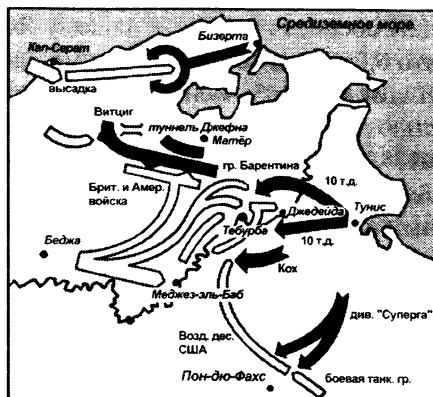 Средиземное море
Бизерта
Кап-Серат
высадка
Витциг
туннель Джефна
Матёр
гр. Барентина
Брит. и Амер.
войска
10 т.д.
Джедейда
Тунис
Тебурба
10 т.д.
Беджа
Кох
Меджез-эль-Баб
див. "Суперга"
Возд. дес.
США
боевая танк. гр.
Пон-дю-Фахс